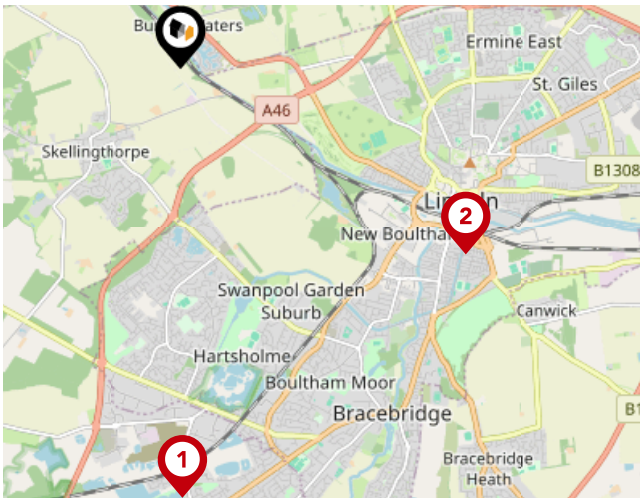 Ermine East
St. Giles
A46
Skellingthorpe
B1308
2
New Boultham
Swanpool Garden
Suburb
Canwick
Hartsholme
Boultham Moor
Bracebridge
1
Bracebridge
Heath